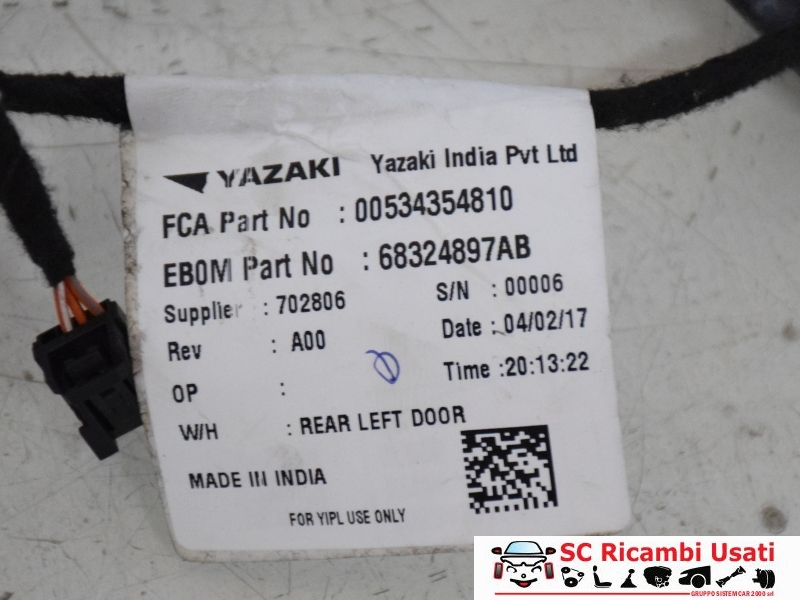 YAZAKI Yazaki India Pvt Ltd
FCA Part No : 00534354810
EBOM Part No : 68324897AB
Supplier : 702806 S/N : 00006
Rev : A00 Date : 04/02/17
OP : Time :20:13:22
W/H : REAR LEFT DOOR
MADE IN INDIA
FOR YIPL USE ONLY
SC Ricambi Usati
GRUPPO SISTEMCAR 2000 srl